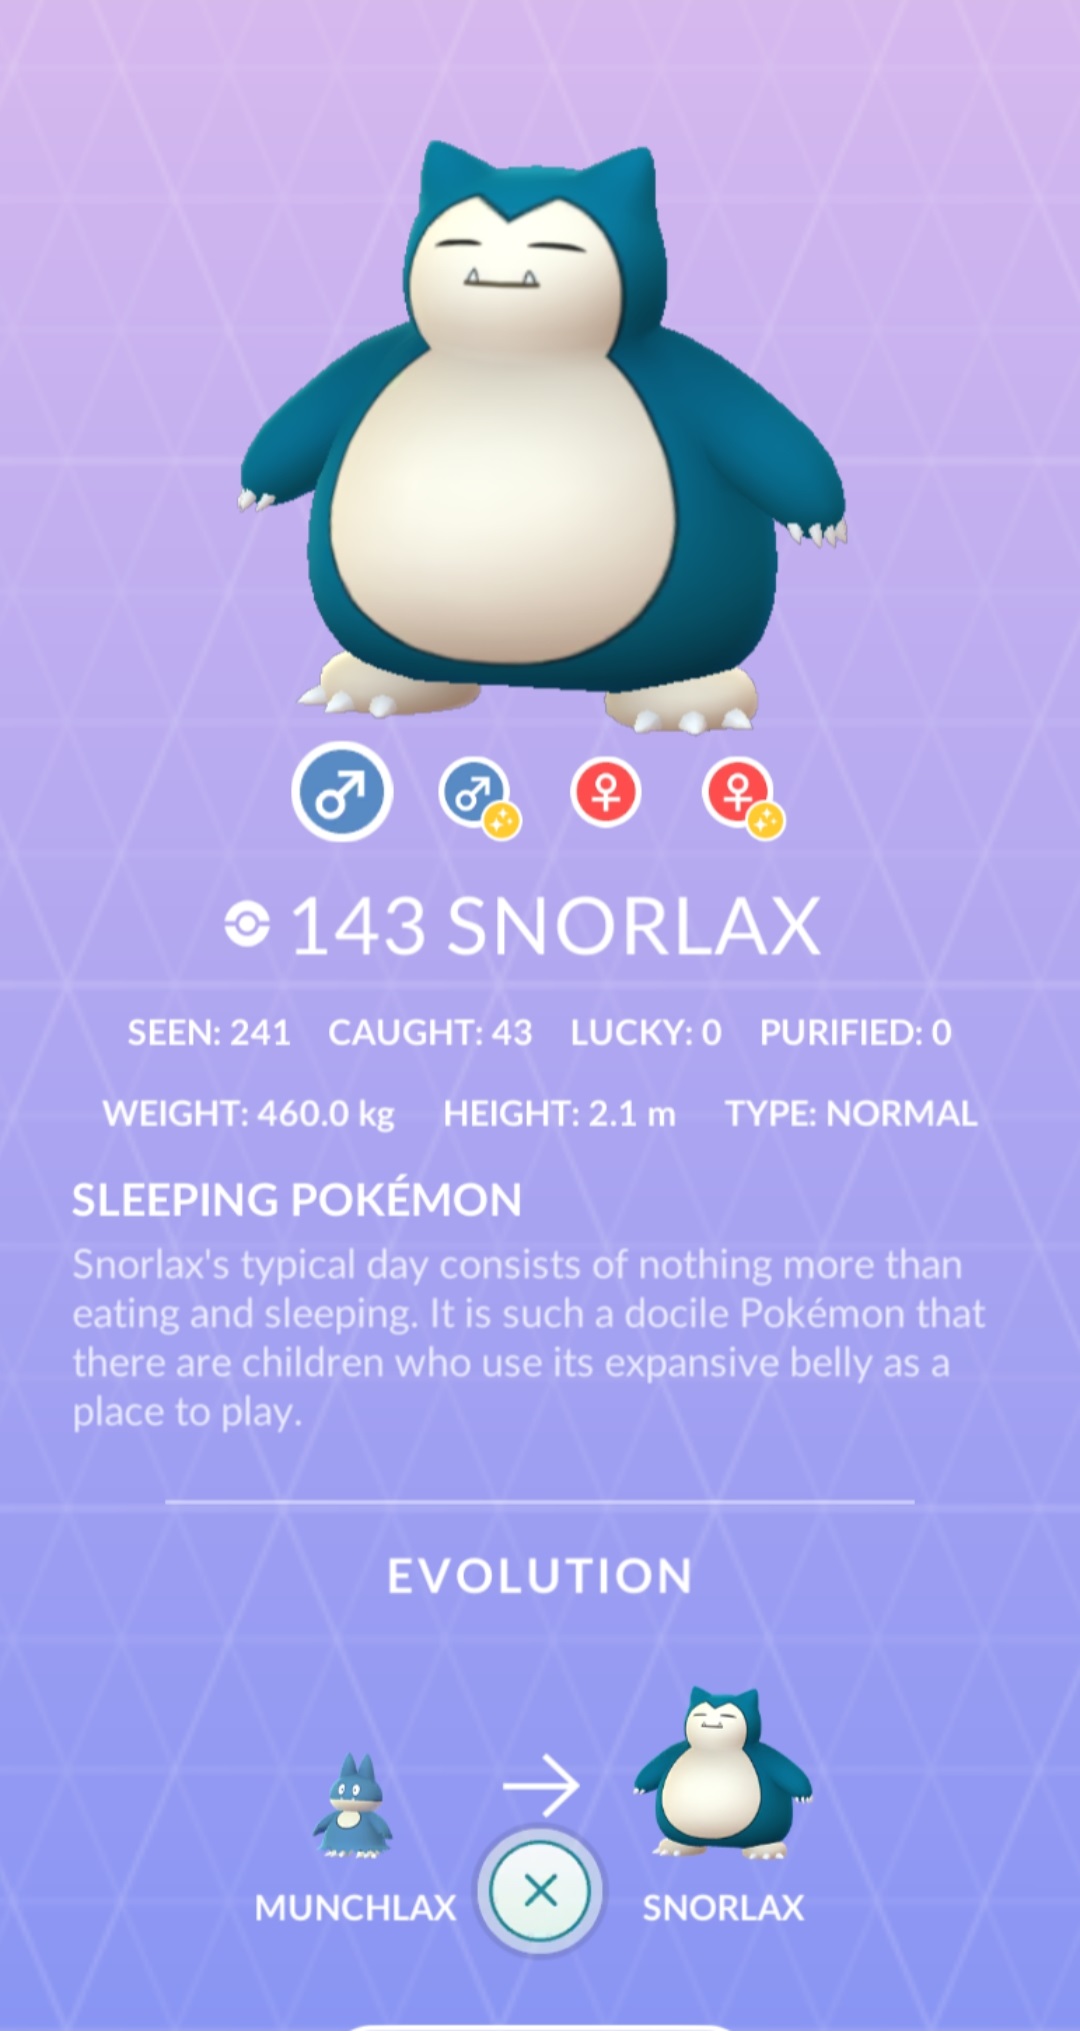 143 SNORLAX
SEEN: 241 CAUGHT: 43 LUCKY: 0 PURIFIED: 0
WEIGHT: 460.0 kg HEIGHT: 2.1 m TYPE: NORMAL
SLEEPING POKÉMON
Snorlax's typical day consists of nothing more than
eating and sleeping. It is such a docile Pokémon that
there are children who use its expansive belly as a
place to play.
EVOLUTION
MUNCHLAX SNORLAX